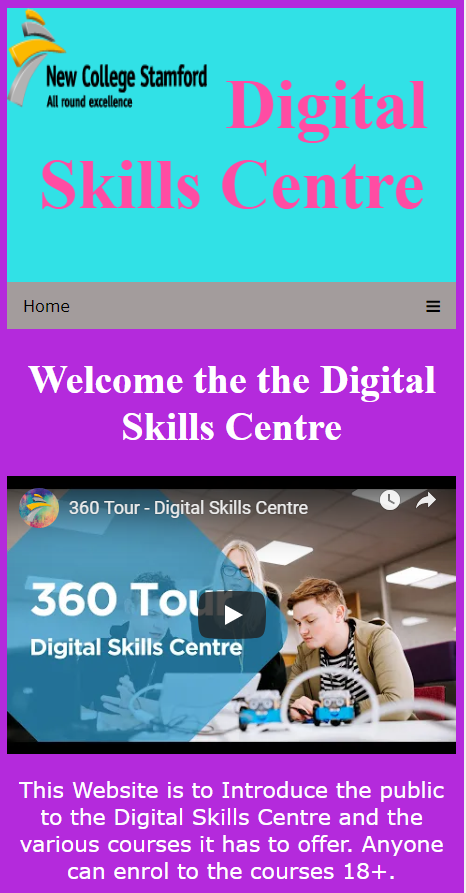 New College Stamford
All round excellence
Digital
Skills Centre
Home
Welcome the the Digital
Skills Centre
360 Tour - Digital Skills Centre
360 Tour
Digital Skills Centre
This Website is to Introduce the public
to the Digital Skills Centre and the
various courses it has to offer. Anyone
can enrol to the courses 18+.